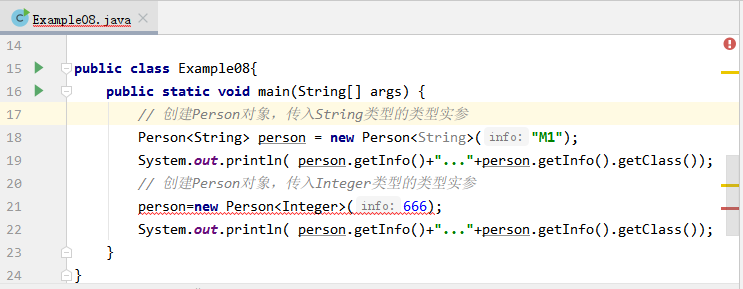 Example08.java
14
15 public class Example08{
16 public static void main(String[] args) {
17 // 创建Person对象，传入String类型的类型实参
18 Person<String> person = new Person<String>( info: "M1");
19 System.out.println( person.getInfo()+"..."+person.getInfo().getClass());
20 // 创建Person对象，传入Integer类型的类型实参
21 person=new Person<Integer>( info: 666);
22 System.out.println( person.getInfo()+"..."+person.getInfo().getClass());
23 }
24 }